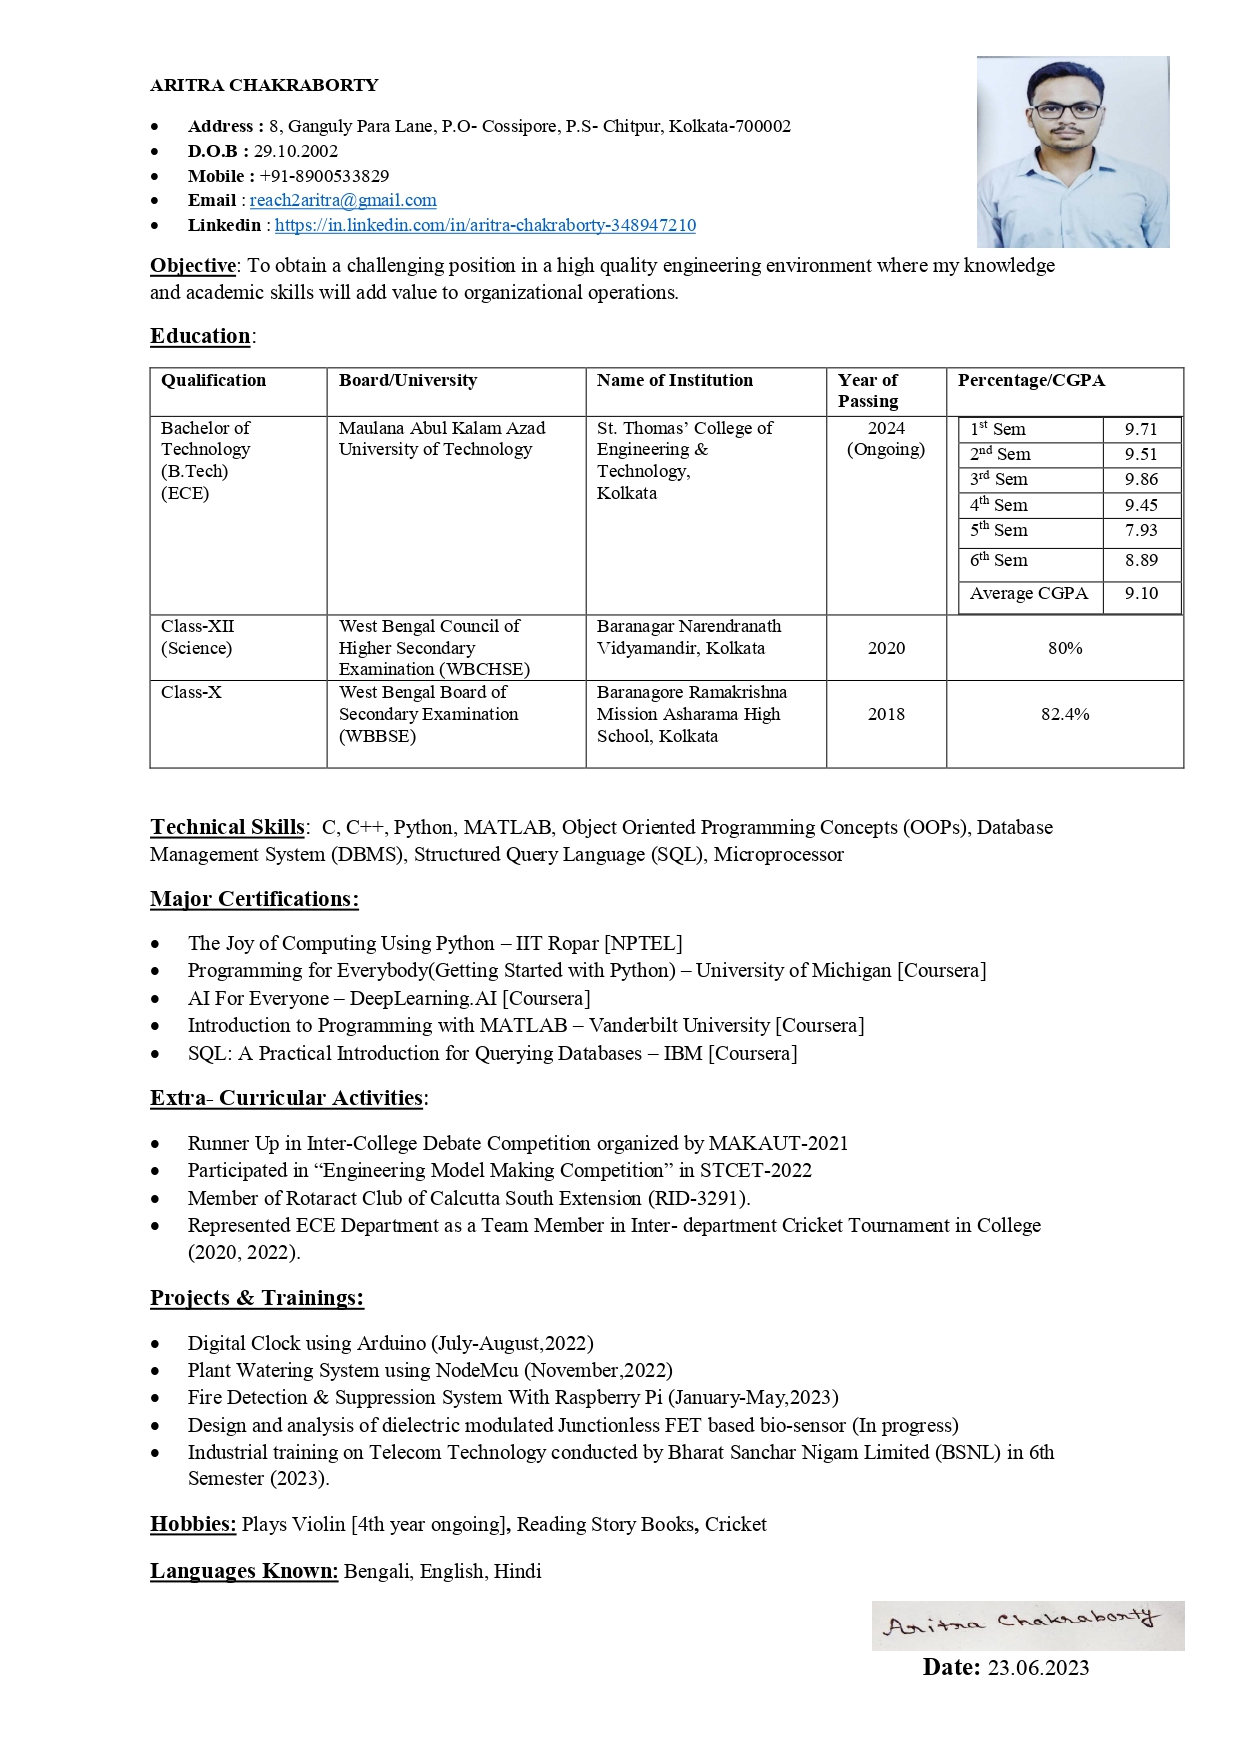 ARITRA CHAKRABORTY
• Address : 8, Ganguly Para Lane, P.O- Cossipore, P.S- Chitpur, Kolkata-700002
• D.O.B : 29.10.2002
• Mobile : +91-8900533829
• Email : reach2aritra@gmail.com
• Linkedin : https://in.linkedin.com/in/aritra-chakraborty-348947210
Objective: To obtain a challenging position in a high quality engineering environment where my knowledge
and academic skills will add value to organizational operations.
Education:
Qualification Board/University Name of Institution Year of Percentage/CGPA
Passing
Bachelor of Maulana Abul Kalam Azad St. Thomas’ College of 2024 1st Sem 9.71
Technology University of Technology Engineering & (Ongoing) 2nd Sem 9.51
(B.Tech) Technology, 3rd Sem 9.86
(ECE) Kolkata 4th Sem 9.45
5th Sem 7.93
6th Sem 8.89
Average CGPA 9.10
Class-XII West Bengal Council of Baranagar Narendranath
(Science) Higher Secondary Vidyamandir, Kolkata 2020 80%
Examination (WBCHSE)
Class-X West Bengal Board of Baranagore Ramakrishna
Secondary Examination Mission Asharama High 2018 82.4%
(WBBSE) School, Kolkata
Technical Skills: C, C++, Python, MATLAB, Object Oriented Programming Concepts (OOPs), Database
Management System (DBMS), Structured Query Language (SQL), Microprocessor
Major Certifications:
• The Joy of Computing Using Python – IIT Ropar [NPTEL]
• Programming for Everybody(Getting Started with Python) – University of Michigan [Coursera]
• AI For Everyone – DeepLearning.AI [Coursera]
• Introduction to Programming with MATLAB – Vanderbilt University [Coursera]
• SQL: A Practical Introduction for Querying Databases – IBM [Coursera]
Extra- Curricular Activities:
• Runner Up in Inter-College Debate Competition organized by MAKAUT-2021
• Participated in “Engineering Model Making Competition” in STCET-2022
• Member of Rotaract Club of Calcutta South Extension (RID-3291).
• Represented ECE Department as a Team Member in Inter- department Cricket Tournament in College
(2020, 2022).
Projects & Trainings:
• Digital Clock using Arduino (July-August,2022)
• Plant Watering System using NodeMcu (November,2022)
• Fire Detection & Suppression System With Raspberry Pi (January-May,2023)
• Design and analysis of dielectric modulated Junctionless FET based bio-sensor (In progress)
• Industrial training on Telecom Technology conducted by Bharat Sanchar Nigam Limited (BSNL) in 6th
Semester (2023).
Hobbies: Plays Violin [4th year ongoing], Reading Story Books, Cricket
Languages Known: Bengali, English, Hindi
Aritra Chakraborty
Date: 23.06.2023